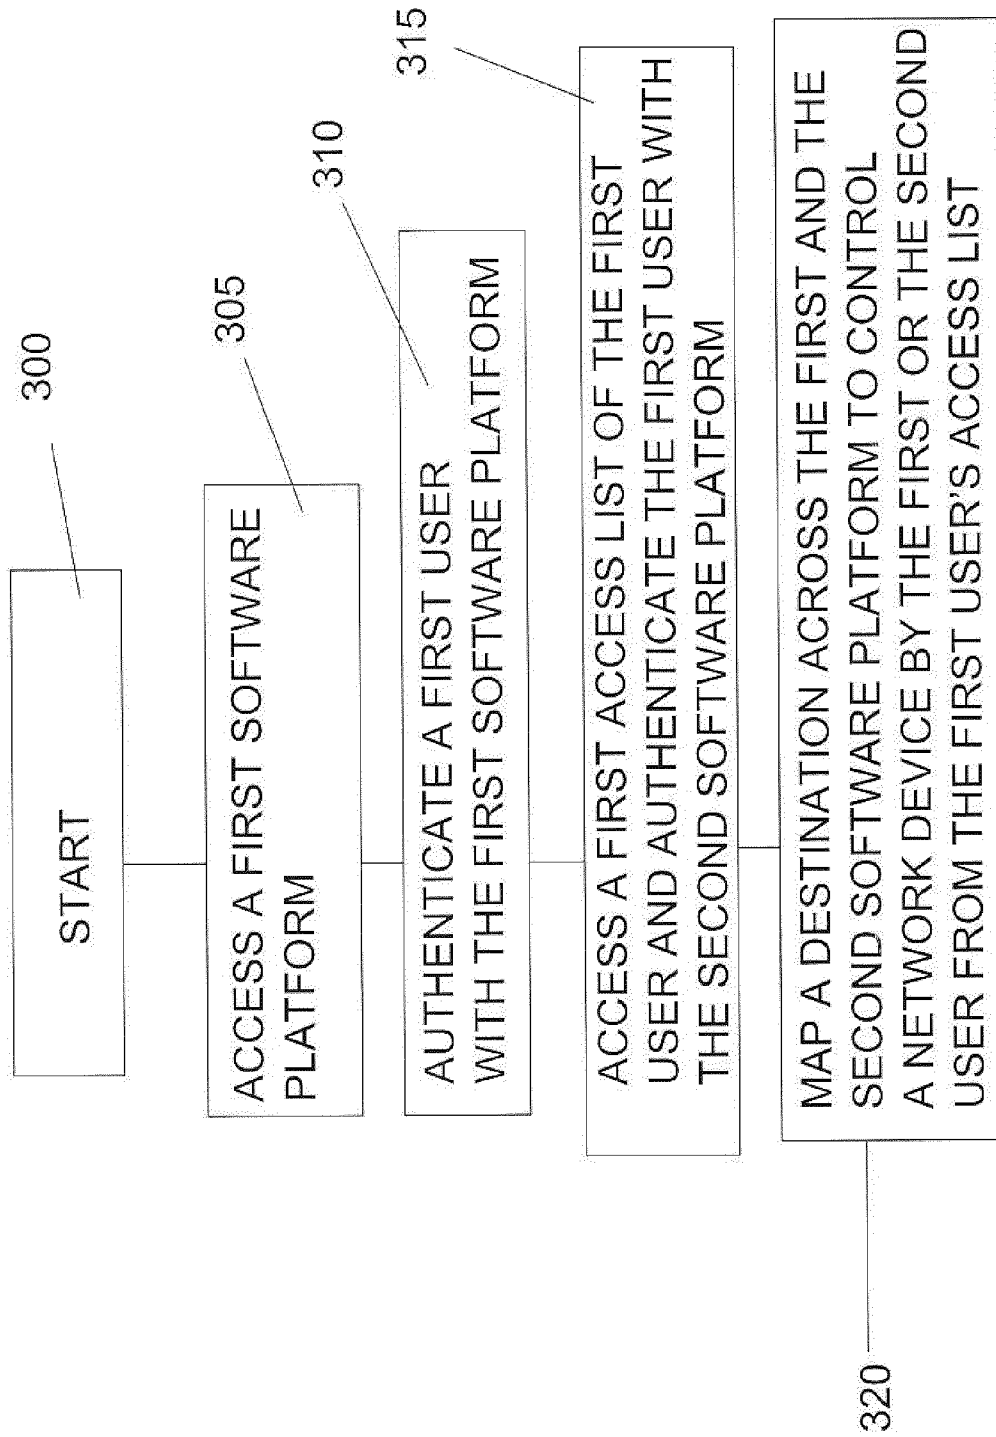 300
START
305
ACCESS A FIRST SOFTWARE
PLATFORM
310
AUTHENTICATE A FIRST USER
WITH THE FIRST SOFTWARE PLATFORM
315
ACCESS A FIRST ACCESS LIST OF THE FIRST
USER AND AUTHENTICATE THE FIRST USER WITH
THE SECOND SOFTWARE PLATFORM
320
MAP A DESTINATION ACROSS THE FIRST AND THE
SECOND SOFTWARE PLATFORM TO CONTROL
A NETWORK DEVICE BY THE FIRST OR THE SECOND
USER FROM THE FIRST USER'S ACCESS LIST